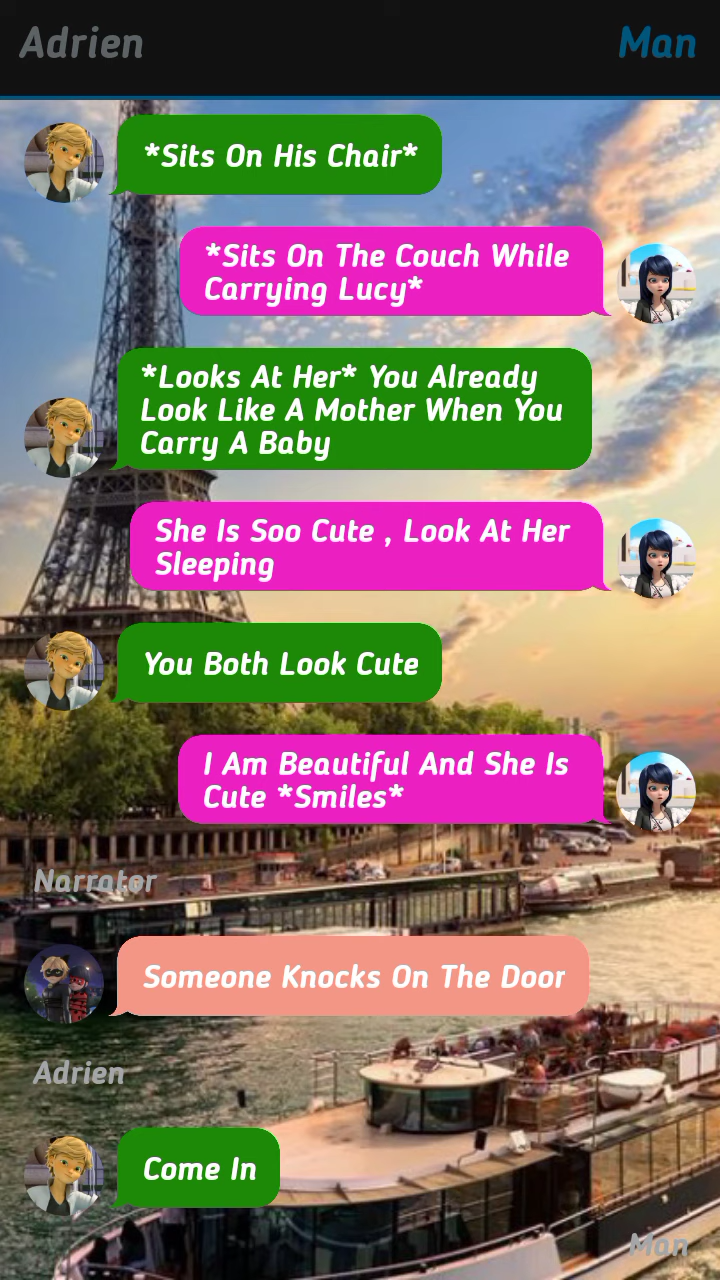 Adrien
Man
*Sits On His Chair*
*Sits On The Couch While
Carrying Lucy*
*Looks At Her* You Already
Look Like A Mother When You
Carry A Baby
She Is Soo Cute , Look At Her
Sleeping
You Both Look Cute
I Am Beautiful And She Is
Cute *Smiles*
Narrator
Someone Knocks On The Door
Adrien
Come In
Man